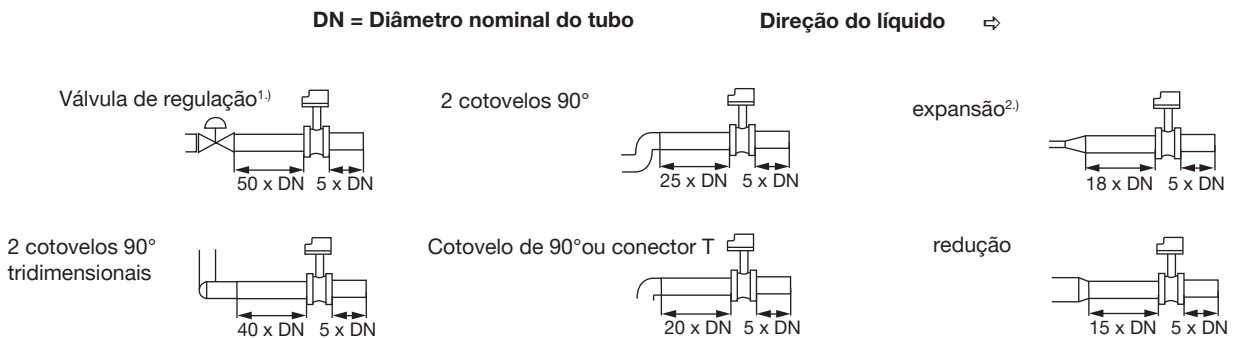 DN = Diâmetro nominal do tubo Direção do líquido ⇨
Válvula de regulação1.)
50 x DN 5 x DN
2 cotovelos 90°
25 x DN 5 x DN
expansão2.)
18 x DN 5 x DN
2 cotovelos 90°
tridimensionais
40 x DN 5 x DN
Cotovelo de 90°ou conector T
20 x DN 5 x DN
redução
15 x DN 5 x DN